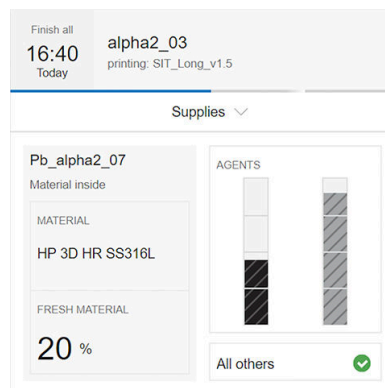 Finish all
16:40
Today
alpha2_03
printing: SIT_Long_v1.5
Supplies
Pb_alpha2_07
Material inside
MATERIAL
HP 3D HR SS316L
FRESH MATERIAL
20 %
AGENTS
All others